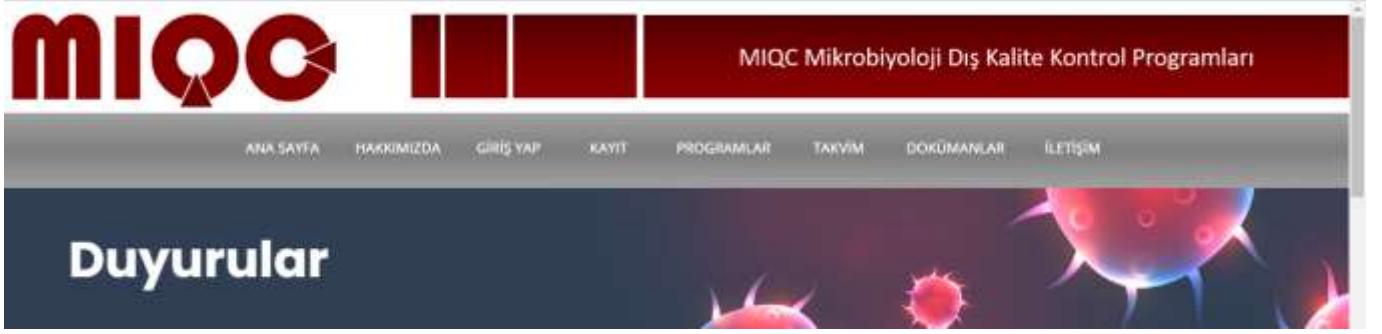 MIQC
MIQC Mikrobiyoloji Dış Kalite Kontrol Programları
ANA SAYFA HAKKIMIZDA GİRİŞ YAP KAYIT PROGRAMLAR TAKVİM DOKÜMANLAR İLETİŞİM
Duyurular